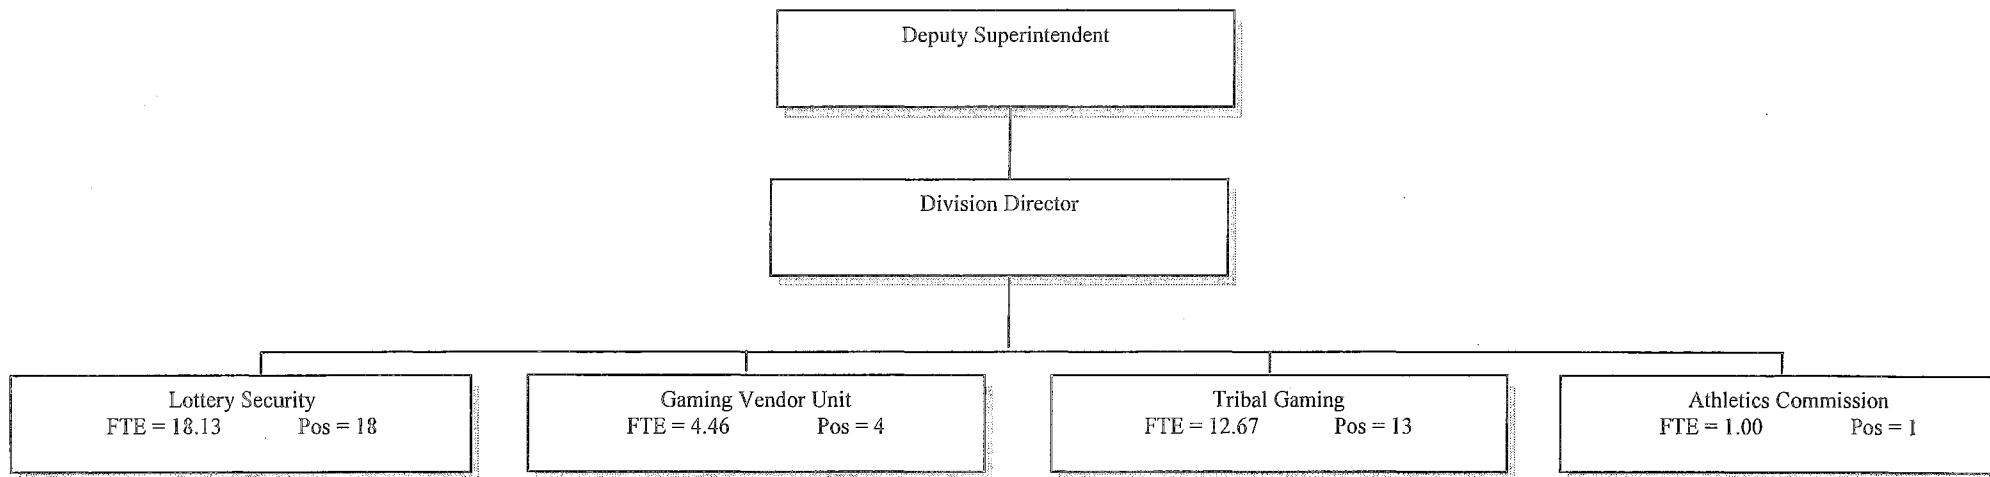 Deputy Superintendent
Division Director
Lottery Security
FTE = 18.13 Pos = 18
Gaming Vendor Unit
FTE = 4.46 Pos = 4
Tribal Gaming
FTE = 12.67 Pos = 13
Athletics Commission
FTE = 1.00 Pos = 1